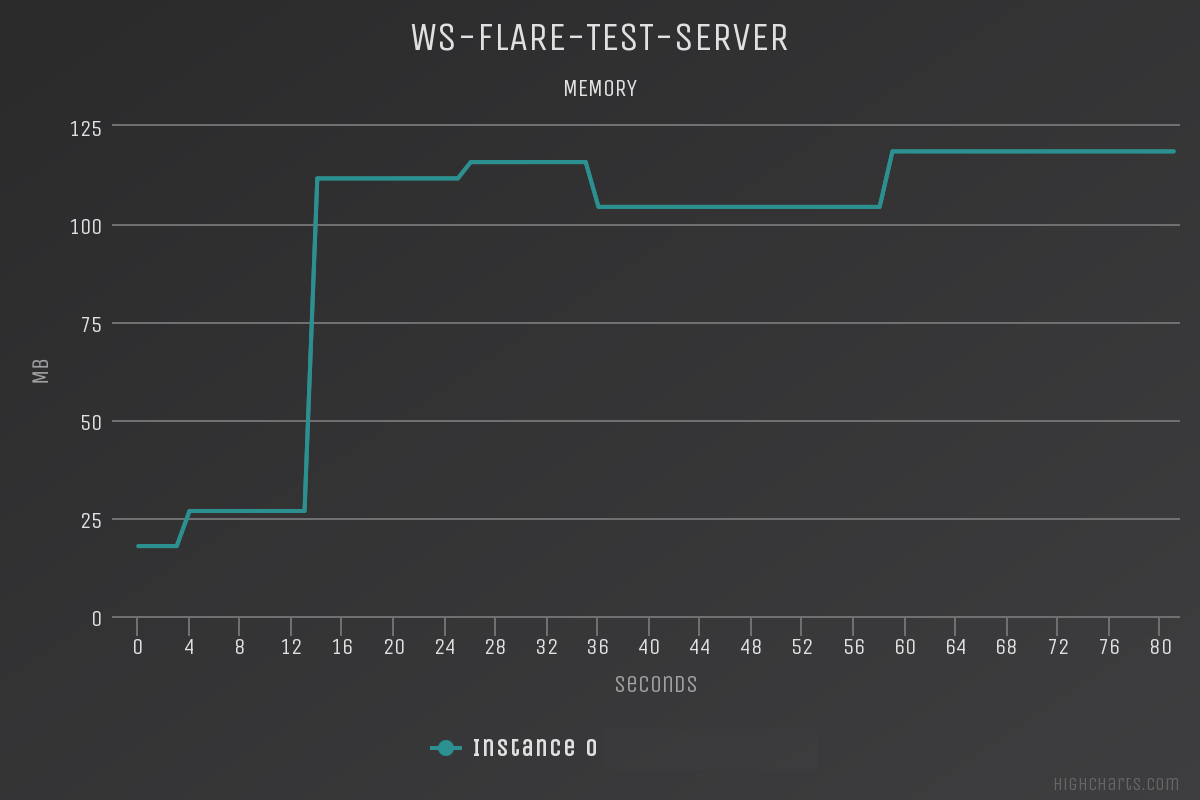 WS-FLARE-TEST-SERVER
MEMORY
125
100
75
50
25
0
MB
0 4 8 12 16 20 24 28 32 36 40 44 48 52 56 60 64 68 72 76 80
Seconds
Instance 0
Highcharts.com